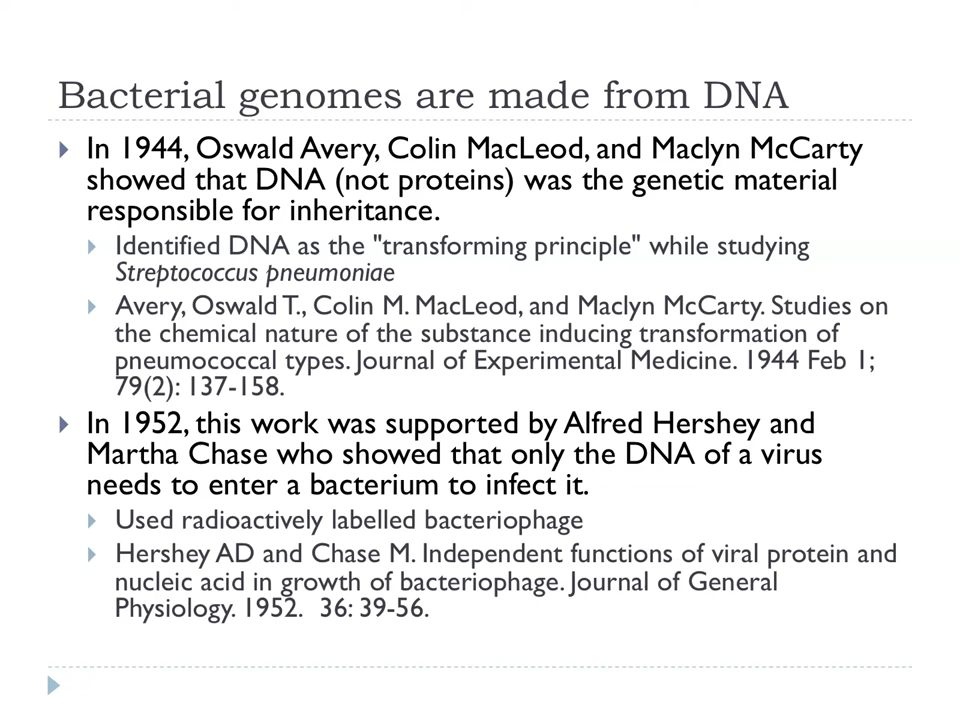 Bacterial genomes are made from DNA
In 1944, Oswald Avery, Colin MacLeod, and Maclyn McCarty
showed that DNA (not proteins) was the genetic material
responsible for inheritance.
Identified DNA as the "transforming principle" while studying
Streptococcus pneumoniae
Avery, Oswald T., Colin M. MacLeod, and Maclyn McCarty. Studies on
the chemical nature of the substance inducing transformation of
pneumococcal types. Journal of Experimental Medicine. 1944 Feb 1;
79(2): 137-158.
In 1952, this work was supported by Alfred Hershey and
Martha Chase who showed that only the DNA of a virus
needs to enter a bacterium to infect it.
Used radioactively labelled bacteriophage
Hershey AD and Chase M. Independent functions of viral protein and
nucleic acid in growth of bacteriophage. Journal of General
Physiology. 1952.  36: 39-56.